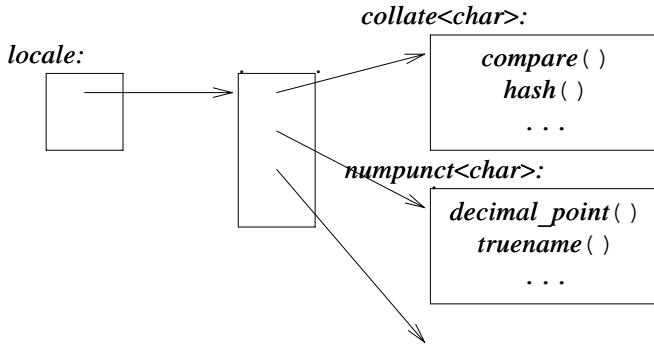 collate<char>:
locale:
compare()
hash()
. . .
numpunct<char>:
decimal_point()
truename()
. . .